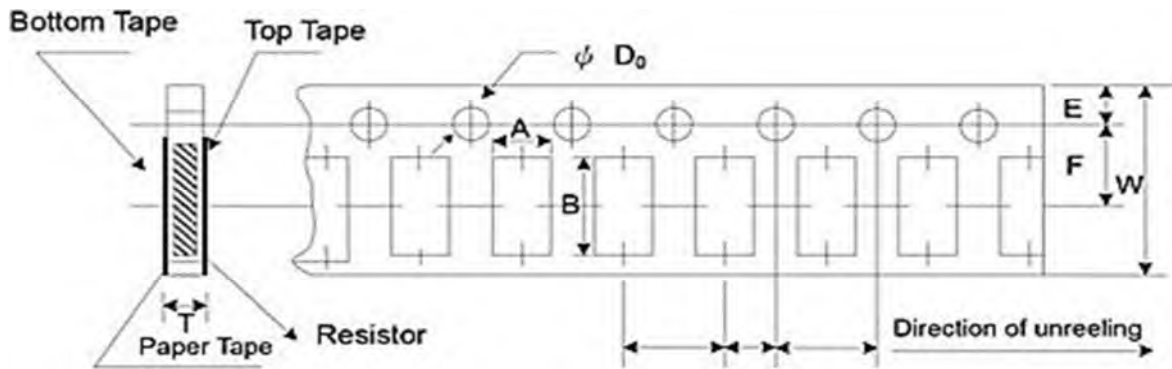 Bottom Tape
Top Tape
ψ D₀
A
E
F
W
B
T
Paper Tape
Resistor
Direction of unreeling